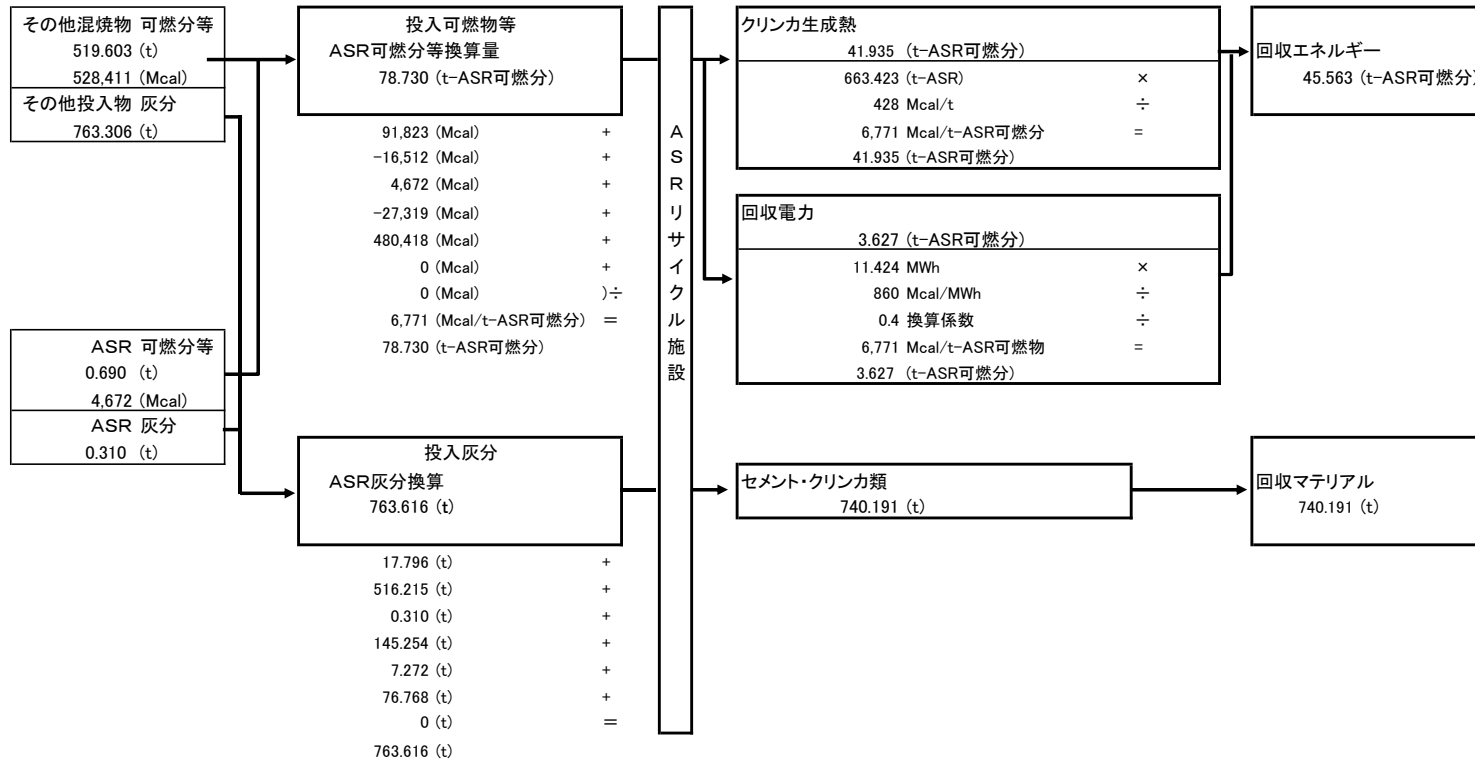 その他混焼物 可燃分等
519.603 (t)
528,411 (Mcal)
その他投入物 灰分
763.306 (t)
ASR 可燃分等
0.690 (t)
4,672 (Mcal)
ASR 灰分
0.310 (t)
投入可燃物等
ASR可燃分等換算量
78.730 (t-ASR可燃分)
91,823 (Mcal) +
-16,512 (Mcal) +
4,672 (Mcal) +
-27,319 (Mcal) +
480,418 (Mcal) +
0 (Mcal) +
0 (Mcal) )÷
6,771 (Mcal/t-ASR可燃分) ＝
78.730 (t-ASR可燃分)
投入灰分
ASR灰分換算
763.616 (t)
17.796 (t) +
516.215 (t) +
0.310 (t) +
145.254 (t) +
7.272 (t) +
76.768 (t) +
0 (t) ＝
763.616 (t)
ASRリサイクル施設
クリンカ生成熱
41.935 (t-ASR可燃分)
663.423 (t-ASR) ×
428 Mcal/t ÷
6,771 Mcal/t-ASR可燃分 =
41.935 (t-ASR可燃分)
回収電力
3.627 (t-ASR可燃分)
11.424 MWh ×
860 Mcal/MWh ÷
0.4 換算係数 ÷
6,771 Mcal/t-ASR可燃物 =
3.627 (t-ASR可燃分)
セメント・クリンカ類
740.191 (t)
回収エネルギー
45.563 (t-ASR可燃分)
回収マテリアル
740.191 (t)